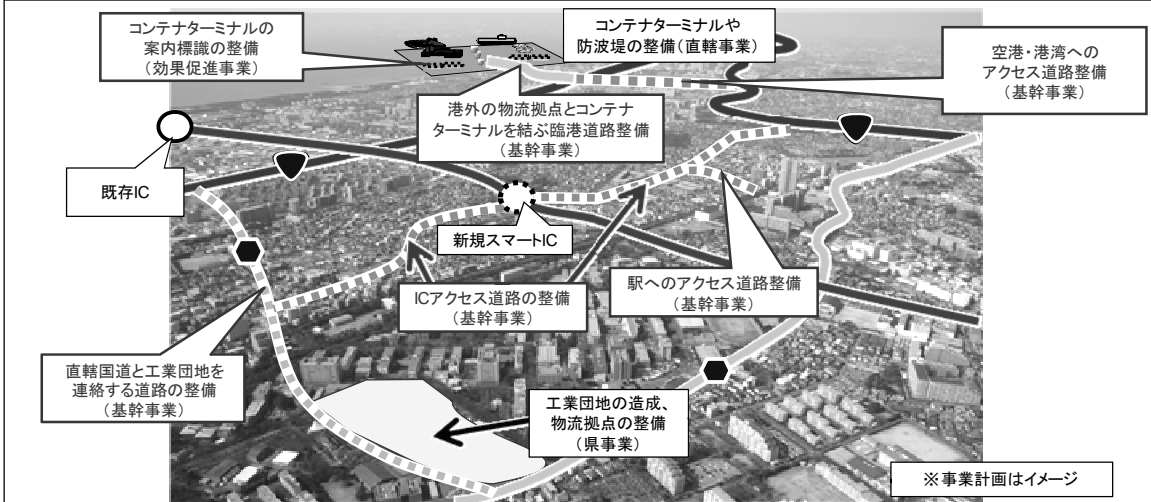 コンテナターミナルの
案内標識の整備
(効果促進事業)
コンテナターミナルや
防波堤の整備(直轄事業)
空港・港湾への
アクセス道路整備
(基幹事業)
港外の物流拠点とコンテナ
ターミナルを結ぶ臨港道路整備
(基幹事業)
既存IC
新規スマートIC
ICアクセス道路の整備
(基幹事業)
駅へのアクセス道路整備
(基幹事業)
直轄国道と工業団地を
連絡する道路の整備
(基幹事業)
工業団地の造成、
物流拠点の整備
(県事業)
※事業計画はイメージ